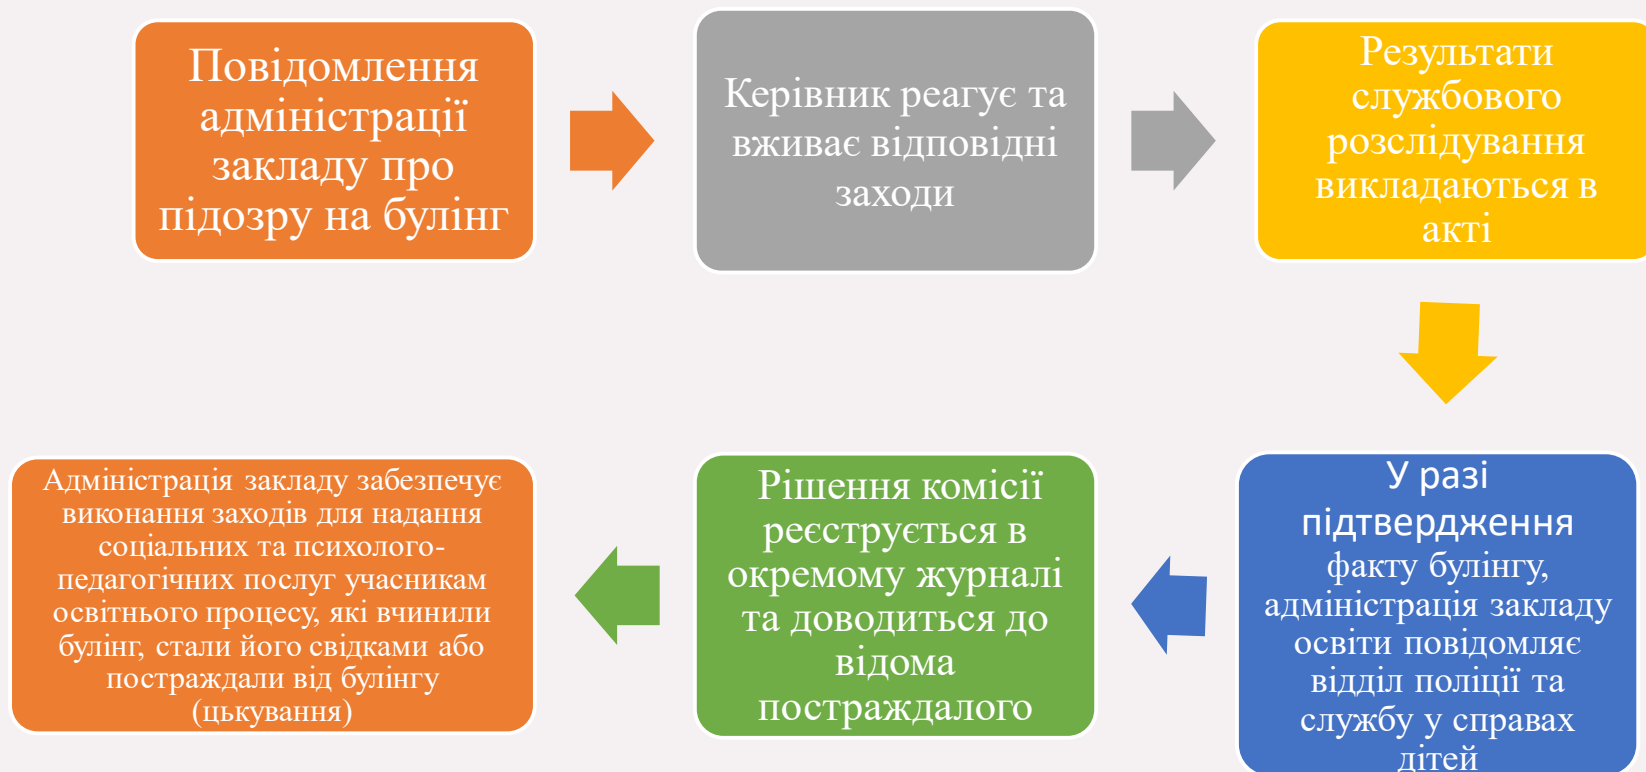 Повідомлення
адміністрації
закладу про
підозру на булінг
Керівник реагує та
вживає відповідні
заходи
Результати
службового
розслідування
викладаються в
акті
У разі
підтвердження
факту булінгу,
адміністрація закладу
освіти повідомляє
відділ поліції та
службу у справах
дітей
Рішення комісії
реєструється в
окремому журналі
та доводиться до
відома
постраждалого
Адміністрація закладу забезпечує
виконання заходів для надання
соціальних та психолого-
педагогічних послуг учасникам
освітнього процесу, які вчинили
булінг, стали його свідками або
постраждали від булінгу
(цькування)